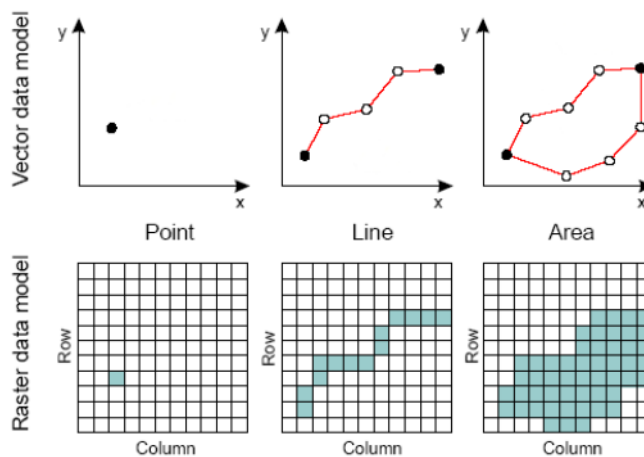 Vector data model
y
x
y
x
y
x
Point
Line
Area
Raster data model
Row
Column
Row
Column
Row
Column